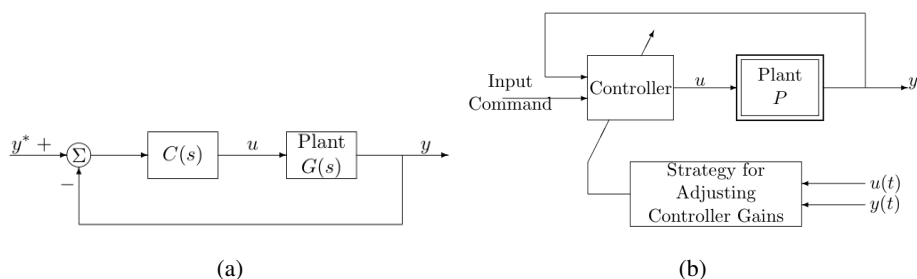 y* +
Σ
−
C(s)
u
Plant
G(s)
y
(a)
Input
Command
Controller
u
Plant
P
y
Strategy for
Adjusting
Controller Gains
u(t)
y(t)
(b)